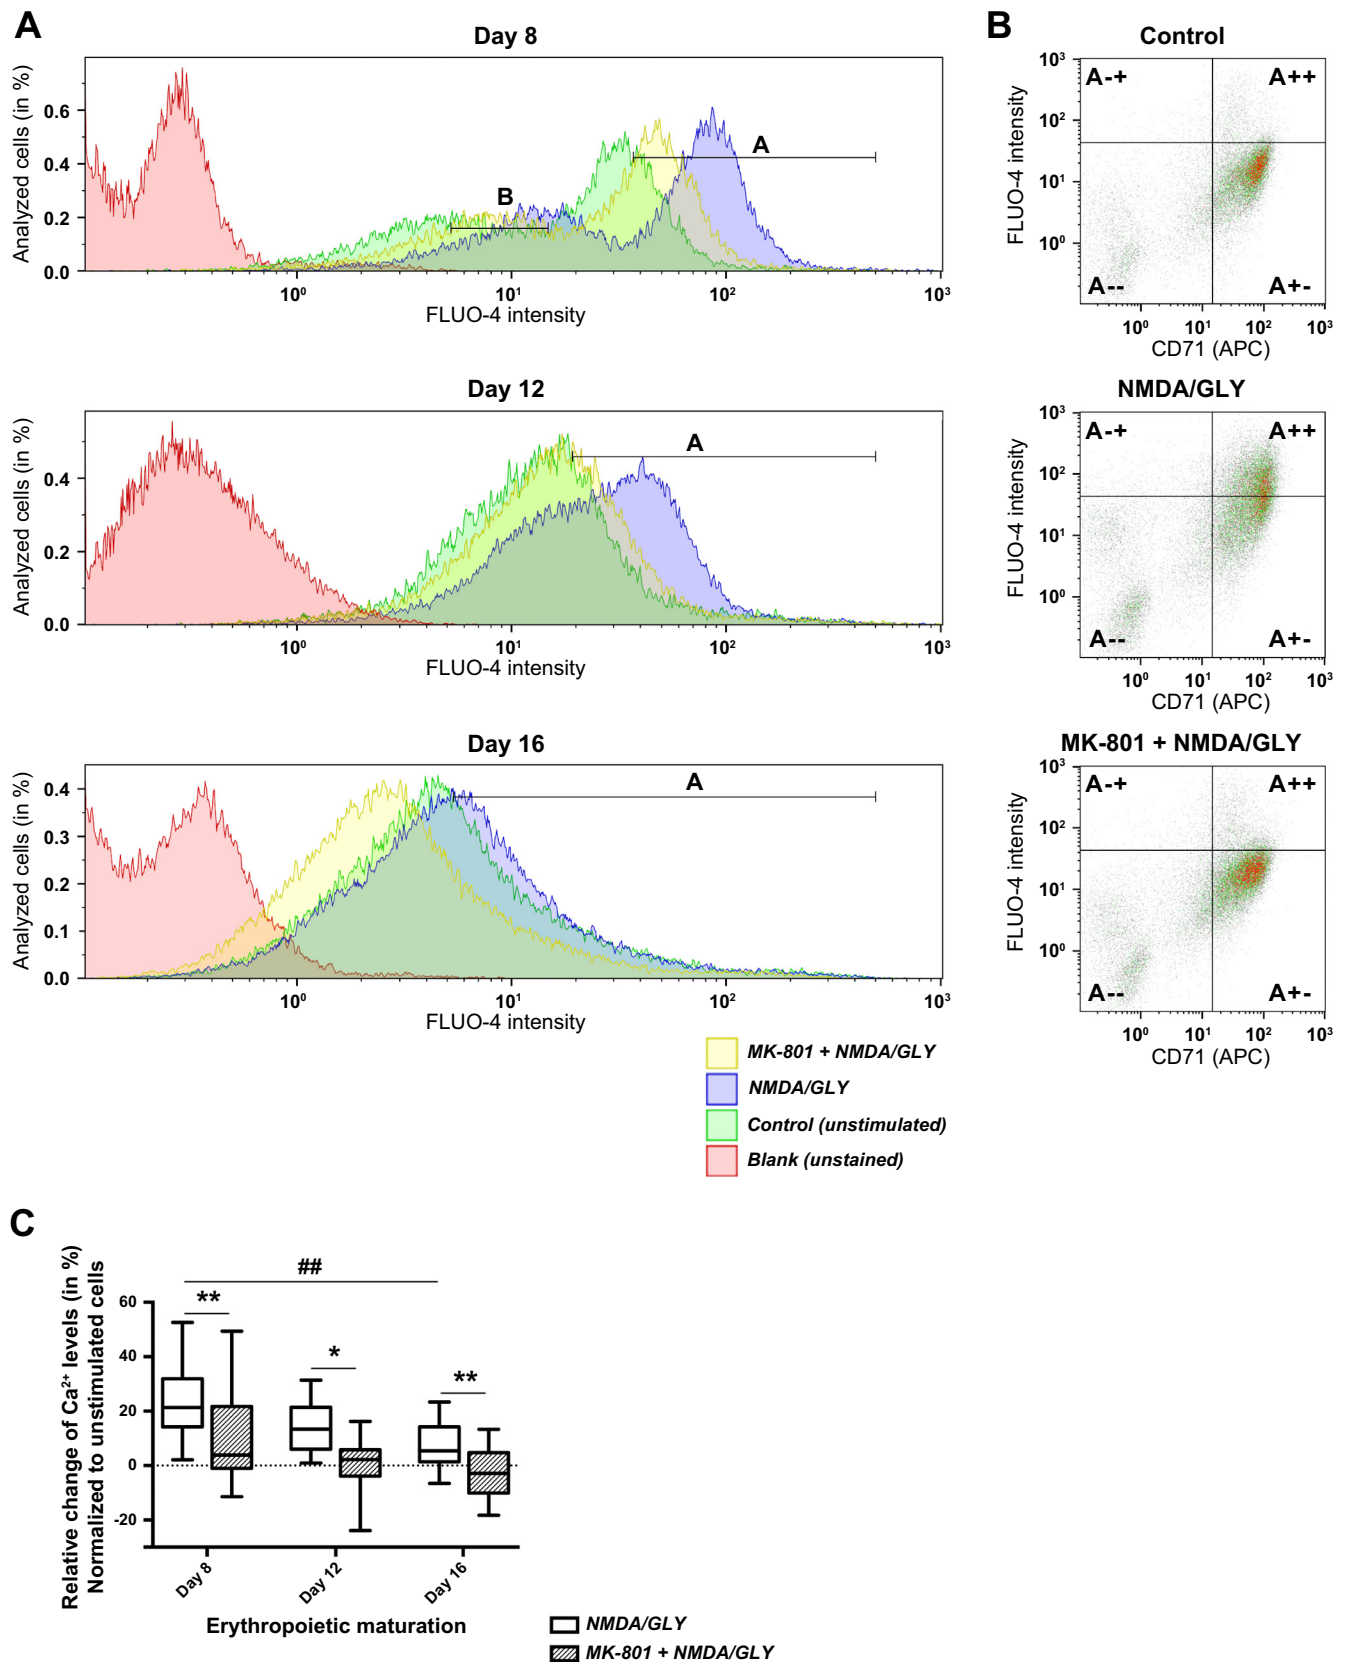 A
Day 8
Analyzed cells (in %)
0.6
0.4
0.2
0.0
B
A
10⁰
10¹
10²
10³
FLUO-4 intensity
Day 12
Analyzed cells (in %)
0.4
0.2
0.0
A
10⁰
10¹
10²
10³
FLUO-4 intensity
Day 16
Analyzed cells (in %)
0.4
0.3
0.2
0.1
0.0
A
10⁰
10¹
10²
10³
FLUO-4 intensity
MK-801 + NMDA/GLY
NMDA/GLY
Control (unstimulated)
Blank (unstained)
B
Control
FLUO-4 intensity
10³
10²
10¹
10⁰
A-+
A++
A--
A+-
10⁰
10¹
10²
10³
CD71 (APC)
NMDA/GLY
FLUO-4 intensity
10³
10²
10¹
10⁰
A-+
A++
A--
A+-
10⁰
10¹
10²
10³
CD71 (APC)
MK-801 + NMDA/GLY
FLUO-4 intensity
10³
10²
10¹
10⁰
A-+
A++
A--
A+-
10⁰
10¹
10²
10³
CD71 (APC)
C
Relative change of Ca²⁺ levels (in %)
Normalized to unstimulated cells
60
40
20
0
-20
##
**
*
**
Day 8
Day 12
Day 16
Erythropoietic maturation
NMDA/GLY
MK-801 + NMDA/GLY